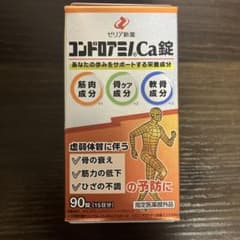 ゼリア新薬
コンドロアミノCa錠
あなたの歩みをサポートする栄養成分
筋肉成分
骨ケア成分
軟骨成分
虚弱体質に伴う
骨の衰え
筋力の低下
ひざの不調
の予防に
90錠(15日分)
指定医薬部外品